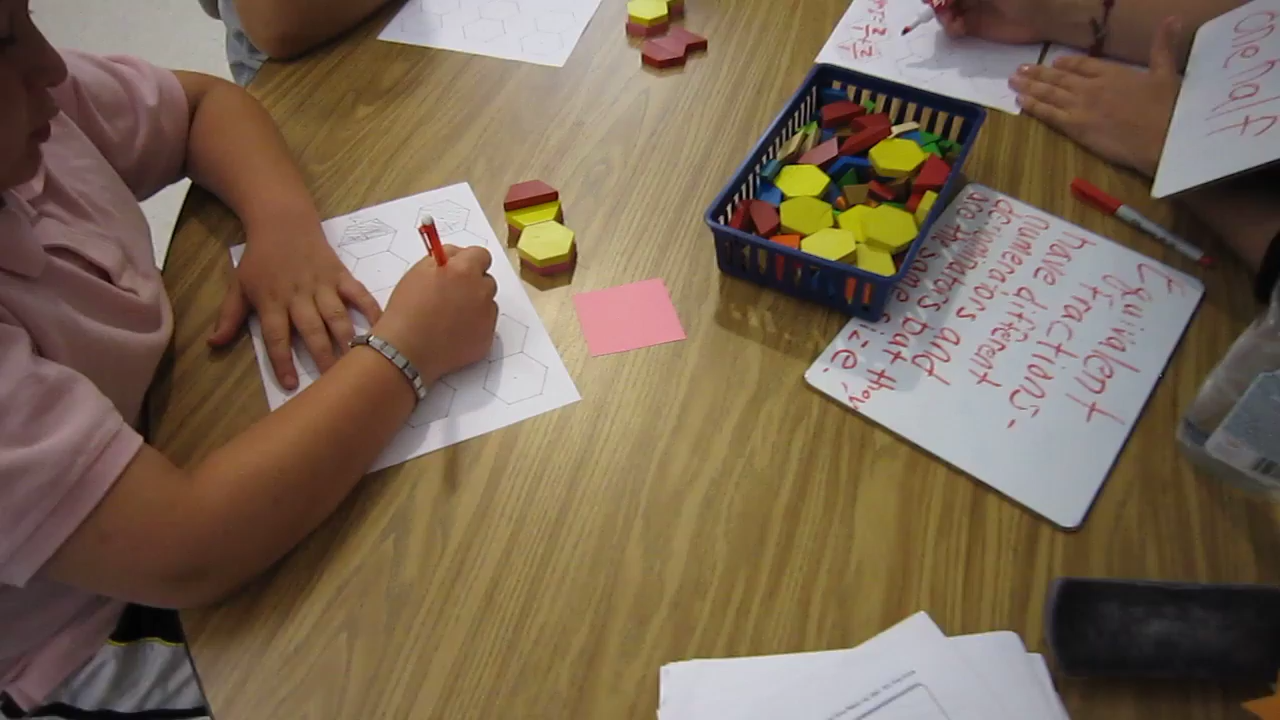 Equivalent
fractions-
have different
numerators and
denominators but they
are the same size.
one half